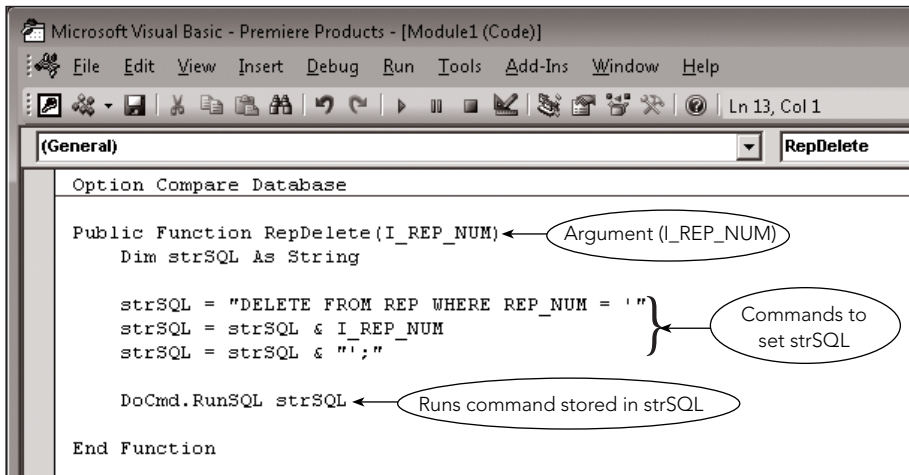 Microsoft Visual Basic - Premiere Products - [Module1 (Code)]
File Edit View Insert Debug Run Tools Add-Ins Window Help
Ln 13, Col 1
(General) RepDelete
Option Compare Database
Public Function RepDelete(I_REP_NUM)
Argument (I_REP_NUM)
Dim strSQL As String
strSQL = "DELETE FROM REP WHERE REP_NUM = '"
strSQL = strSQL & I_REP_NUM
strSQL = strSQL & "';"
Commands to
set strSQL
DoCmd.RunSQL strSQL
Runs command stored in strSQL
End Function